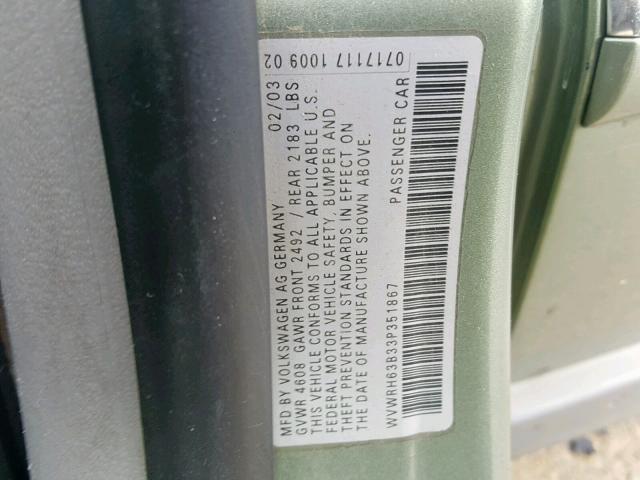 0717117 1009 02
MFD BY VOLKSWAGEN AG GERMANY 02/03
GVWR 4608 GAWR FRONT 2492 / REAR 2183 LBS
THIS VEHICLE CONFORMS TO ALL APPLICABLE U.S.
FEDERAL MOTOR VEHICLE SAFETY, BUMPER AND
THEFT PREVENTION STANDARDS IN EFFECT ON
THE DATE OF MANUFACTURE SHOWN ABOVE.
WVWRH63B33P351867 PASSENGER CAR